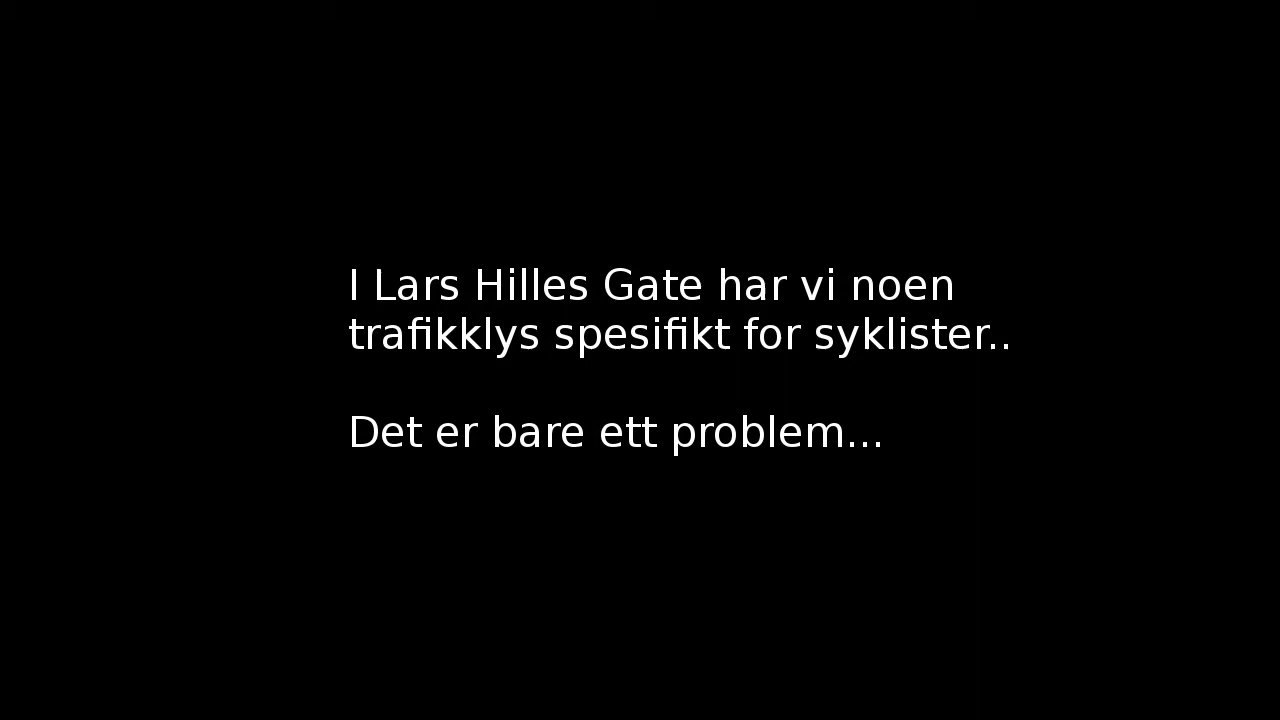 I Lars Hilles Gate har vi noen
trafikklys spesifikt for syklister..
Det er bare ett problem...